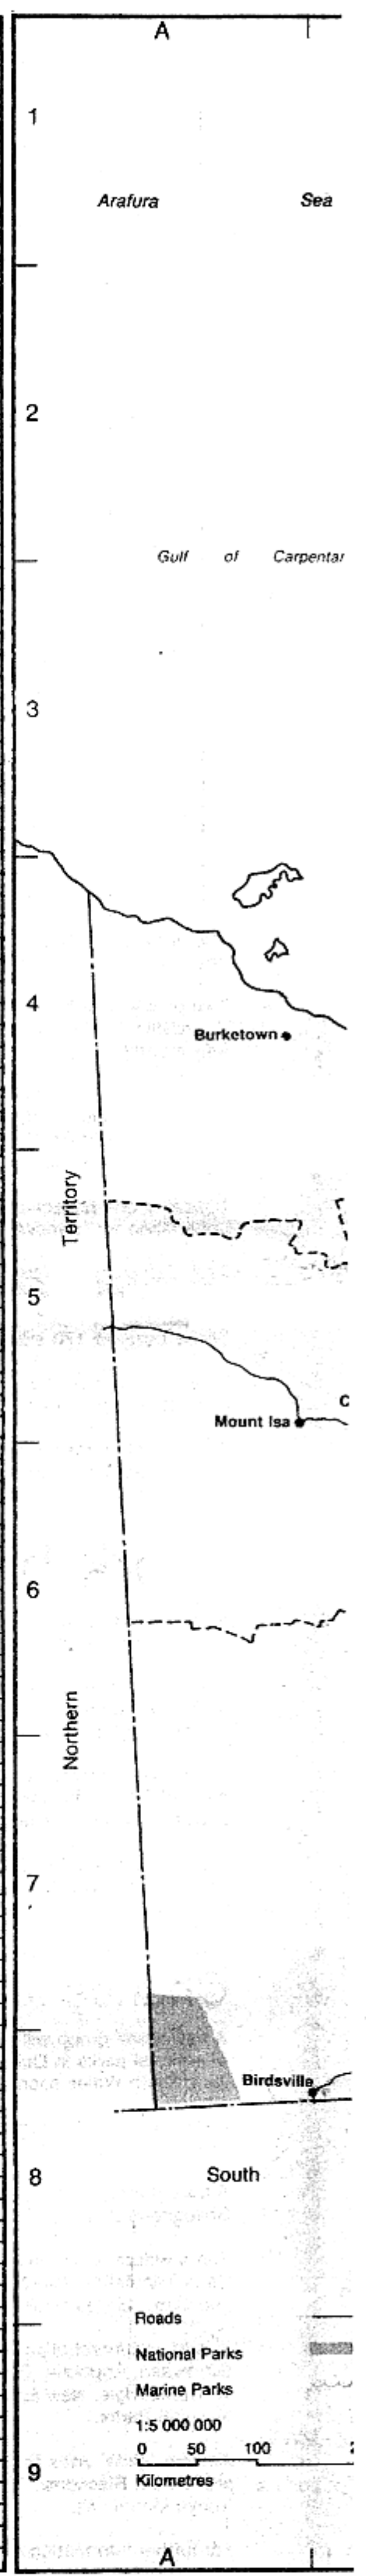 A
1
Arafura Sea
2
Gulf of Carpentar
3
4
Burketown
Territory
5
Mount Isa
C
6
Northern
7
Birdsville
8
South
Roads
National Parks
Marine Parks
1:5 000 000
0 50 100 2
Kilometres
9
A